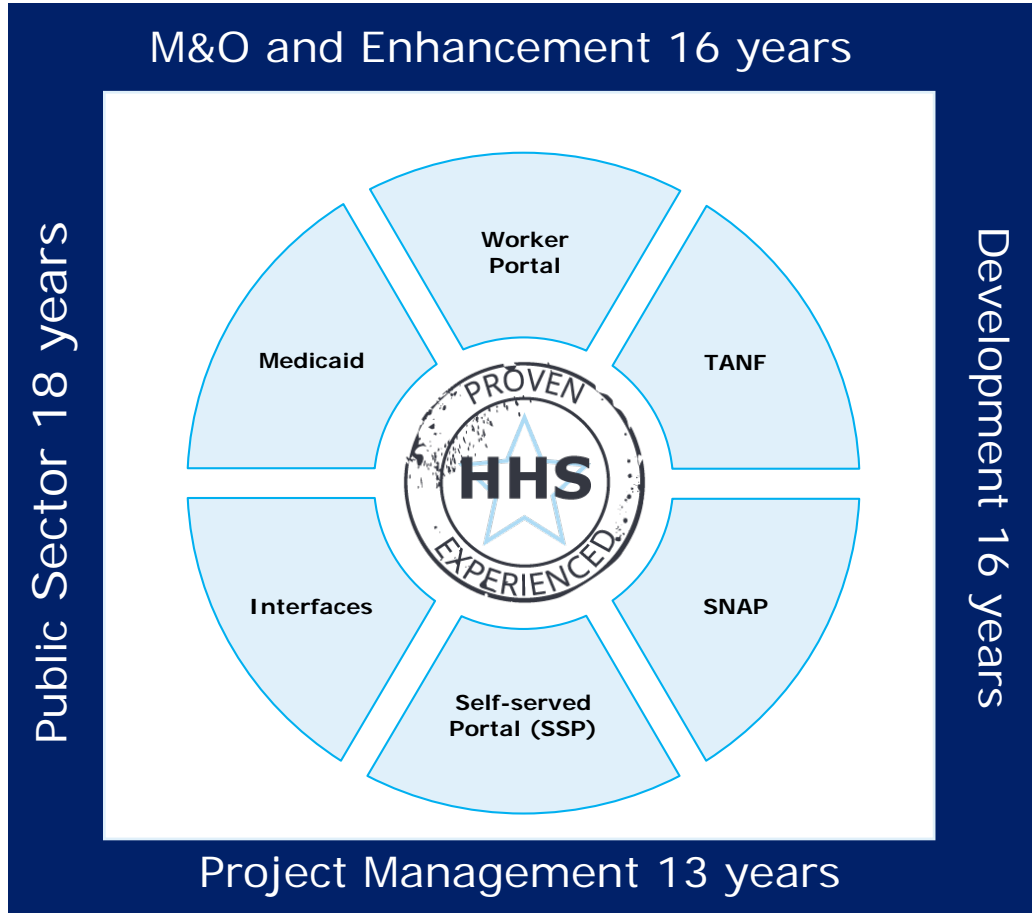 M&O and Enhancement 16 years
Public Sector 18 years
Development 16 years
Worker
Portal
Medicaid
TANF
PROVEN
HHS
EXPERIENCED
Interfaces
SNAP
Self-served
Portal (SSP)
Project Management 13 years